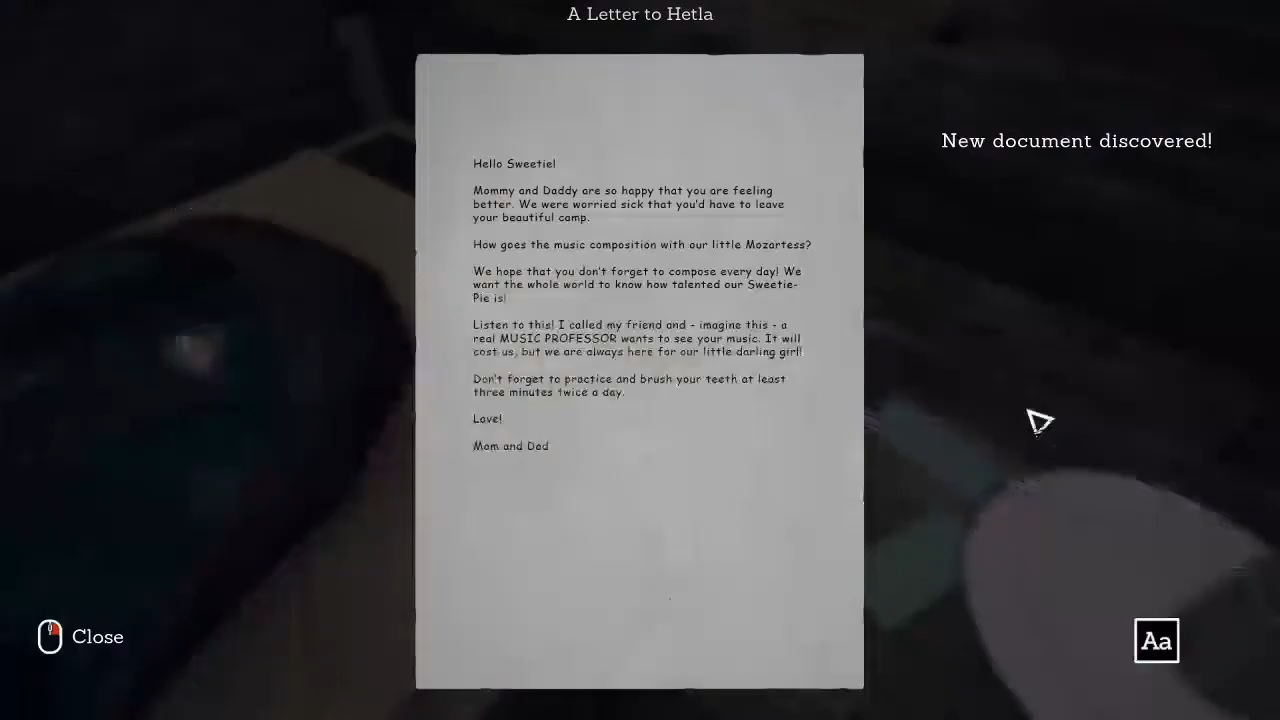 A Letter to Hetla
New document discovered!
Hello Sweetie!
Mommy and Daddy are so happy that you are feeling
better. We were worried sick that you'd have to leave
your beautiful camp.
How goes the music composition with our little Mozartess?
We hope that you don't forget to compose every day! We
want the whole world to know how talented our Sweetie-
Pie is!
Listen to this! I called my friend and - imagine this - a
real MUSIC PROFESSOR wants to see your music. It will
cost us, but we are always here for our little darling girl!
Don't forget to practice and brush your teeth at least
three minutes twice a day.
Love!
Mom and Dad
Close
Aa